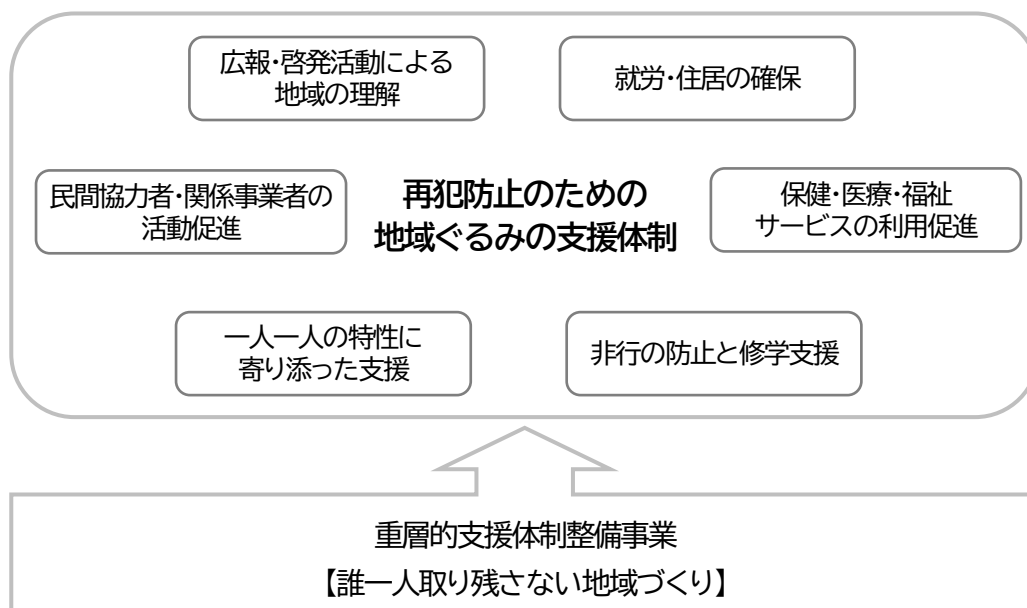 広報・啓発活動による
地域の理解
就労・住居の確保
民間協力者・関係事業者の
活動促進
再犯防止のための
地域ぐるみの支援体制
保健・医療・福祉
サービスの利用促進
一人一人の特性に
寄り添った支援
非行の防止と修学支援
重層的支援体制整備事業
【誰一人取り残さない地域づくり】